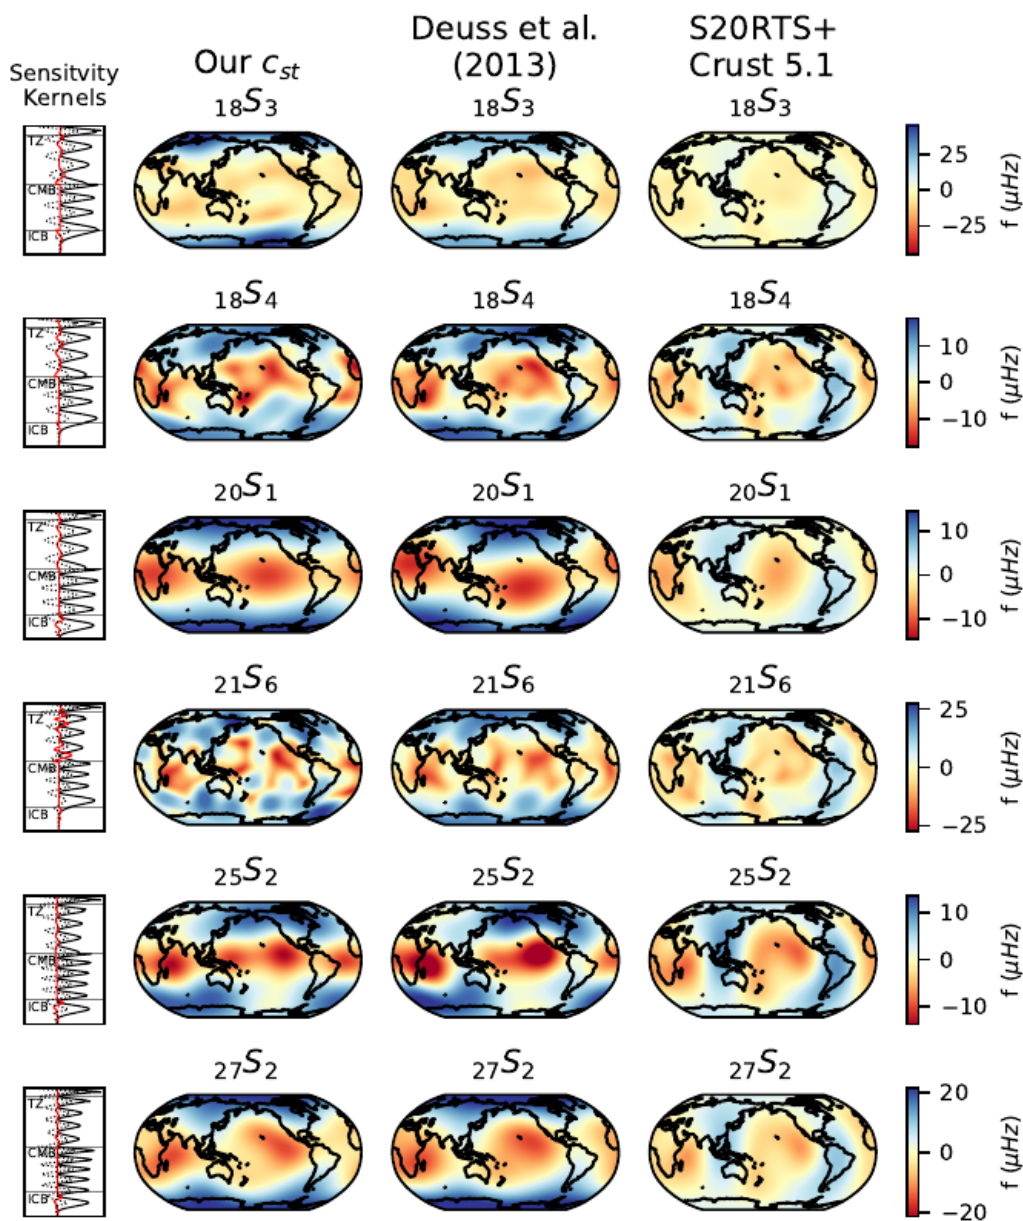 Sensitvity
Kernels
Our c_st
Deuss et al.
(2013)
S20RTS+
Crust 5.1
TZ
CMB
ICB
₁₈S₃ ₁₈S₃ ₁₈S₃
25
0
−25
f (μHz)
TZ
CMB
ICB
₁₈S₄ ₁₈S₄ ₁₈S₄
10
0
−10
f (μHz)
TZ
CMB
ICB
₂₀S₁ ₂₀S₁ ₂₀S₁
10
0
−10
f (μHz)
TZ
CMB
ICB
₂₁S₆ ₂₁S₆ ₂₁S₆
25
0
−25
f (μHz)
TZ
CMB
ICB
₂₅S₂ ₂₅S₂ ₂₅S₂
10
0
−10
f (μHz)
TZ
CMB
ICB
₂₇S₂ ₂₇S₂ ₂₇S₂
20
0
−20
f (μHz)